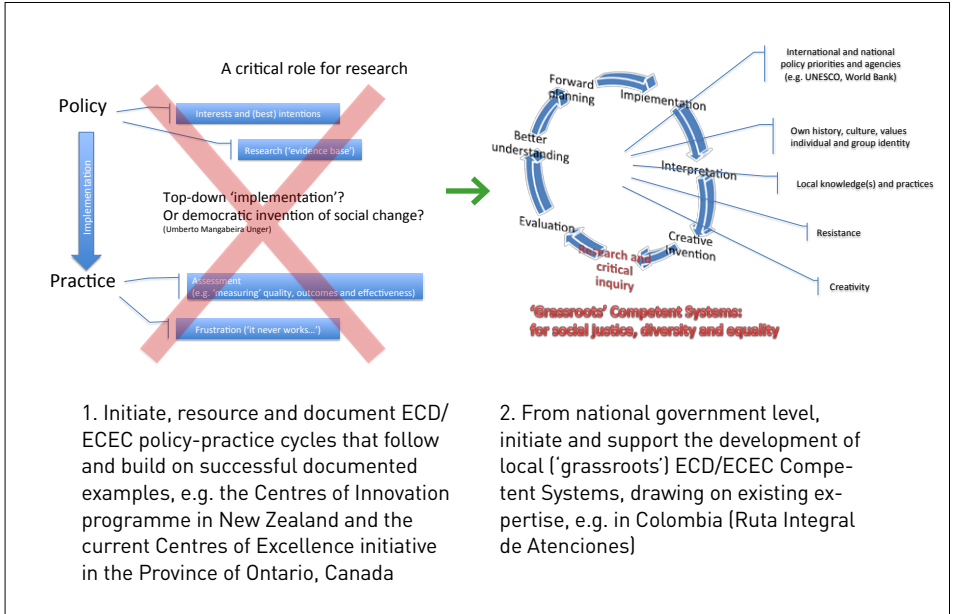 A critical role for research
Policy
Interests and (best) intentions
Research ('evidence base')
Implementation
Top-down 'implementation'?
Or democratic invention of social change?
(Umberto Mangabeira Unger)
Practice
Assessment
(e.g. 'measuring' quality, outcomes and effectiveness)
Frustration ('it never works...')
Forward
planning
Implementation
Better
understanding
Interpretation
Evaluation
Creative
invention
Research and
critical
inquiry
'Grassroots' Competent Systems:
for social justice, diversity and equality
International and national
policy priorities and agencies
(e.g. UNESCO, World Bank)
Own history, culture, values
individual and group identity
Local knowledge(s) and practices
Resistance
Creativity
1. Initiate, resource and document ECD/
ECEC policy-practice cycles that follow
and build on successful documented
examples, e.g. the Centres of Innovation
programme in New Zealand and the
current Centres of Excellence initiative
in the Province of Ontario, Canada
2. From national government level,
initiate and support the development of
local ('grassroots') ECD/ECEC Compe-
tent Systems, drawing on existing ex-
pertise, e.g. in Colombia (Ruta Integral
de Atenciones)